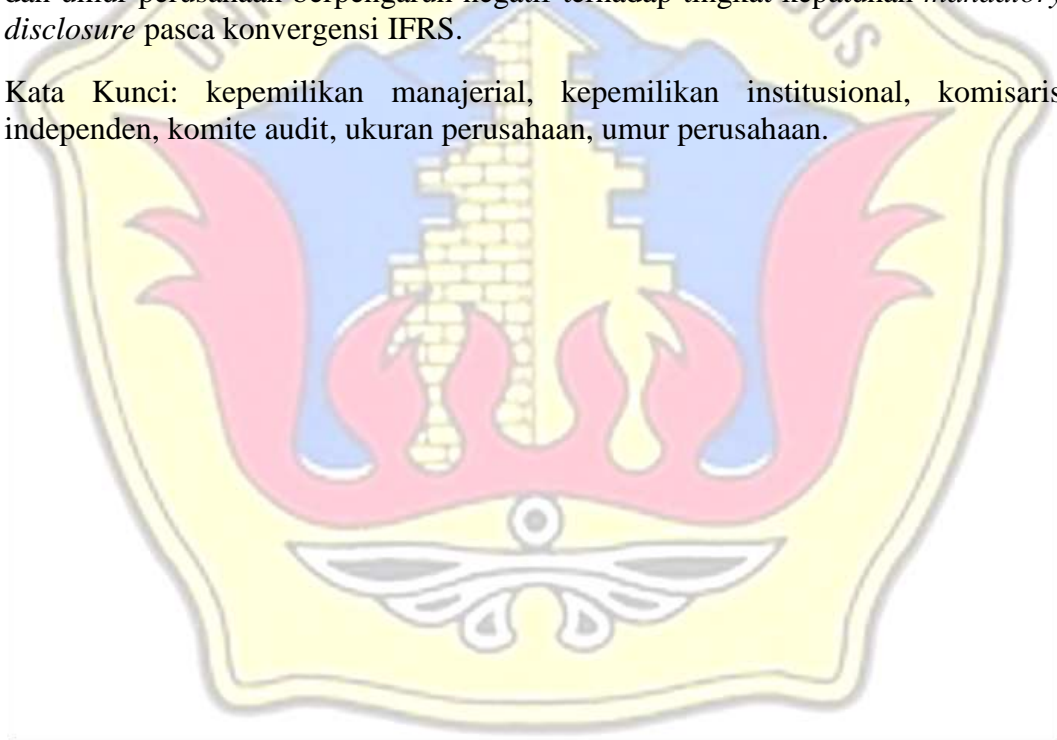 dan umur perusahaan berpengaruh negatif terhadap tingkat kepatuhan mandatory
disclosure pasca konvergensi IFRS.
Kata Kunci: kepemilikan manajerial, kepemilikan institusional, komisaris
independen, komite audit, ukuran perusahaan, umur perusahaan.